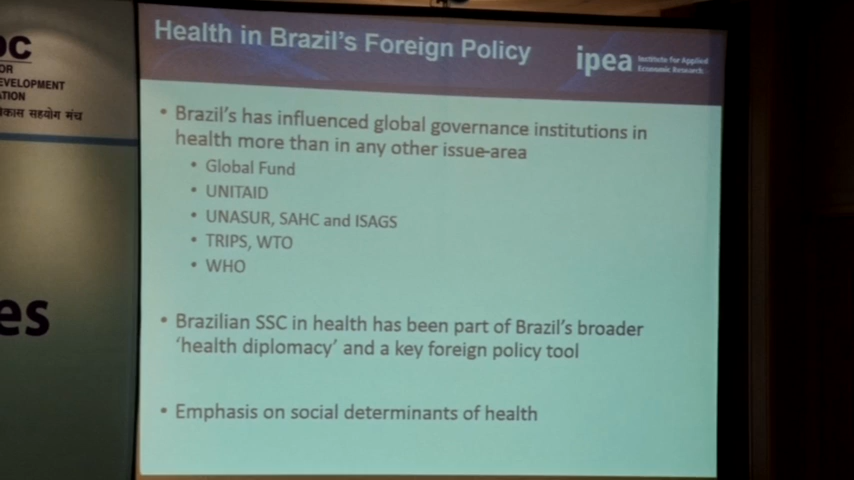 DC
OR
EVELOPMENT
ATION
विकास सहयोग मंच
es
Health in Brazil's Foreign Policy
ipea Institute for Applied
Economic Research
• Brazil's has influenced global governance institutions in
health more than in any other issue-area
• Global Fund
• UNITAID
• UNASUR, SAHC and ISAGS
• TRIPS, WTO
• WHO
• Brazilian SSC in health has been part of Brazil's broader
'health diplomacy' and a key foreign policy tool
• Emphasis on social determinants of health